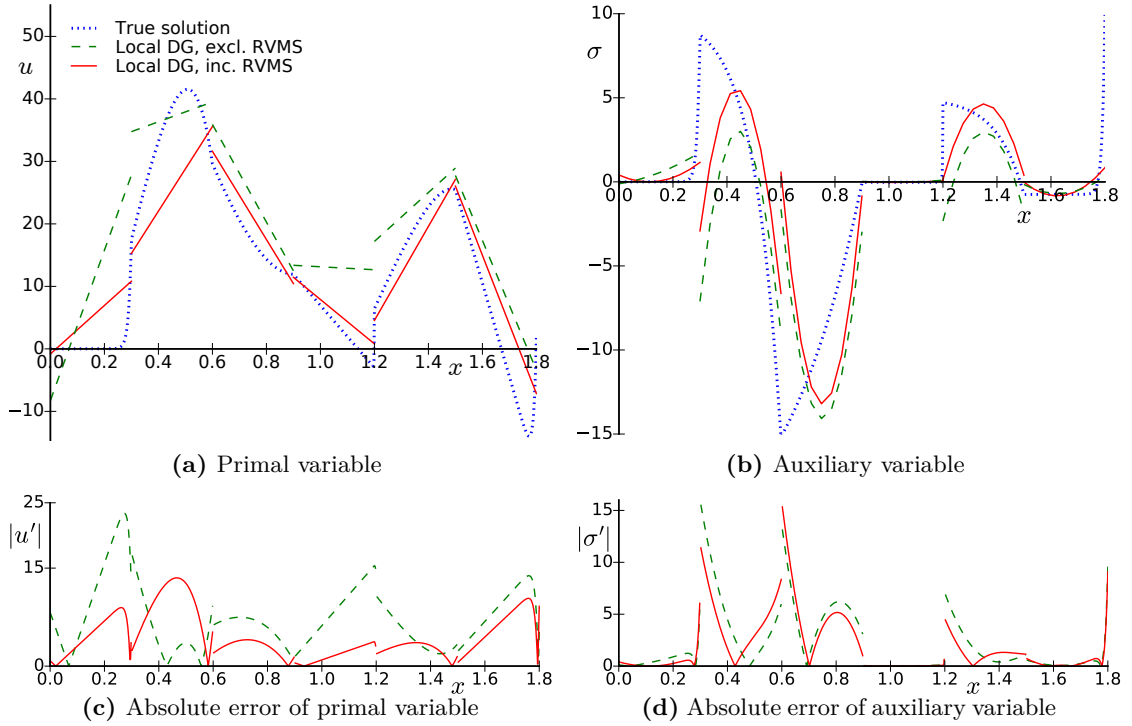 50
u
40
30
20
10
0
−10
True solution
Local DG, excl. RVMS
Local DG, inc. RVMS
0.0 0.2 0.4 0.6 0.8 1.0 1.2 1.4 1.6 1.8
x
(a) Primal variable
10
σ
5
0
−5
−10
−15
0.0 0.2 0.4 0.6 0.8 1.0 1.2 1.4 1.6 1.8
x
(b) Auxiliary variable
25
|u′|
15
0
0.0 0.2 0.4 0.6 0.8 1.0 1.2 1.4 1.6 1.8
x
(c) Absolute error of primal variable
15
|σ′|
10
5
0
0.0 0.2 0.4 0.6 0.8 1.0 1.2 1.4 1.6 1.8
x
(d) Absolute error of auxiliary variable